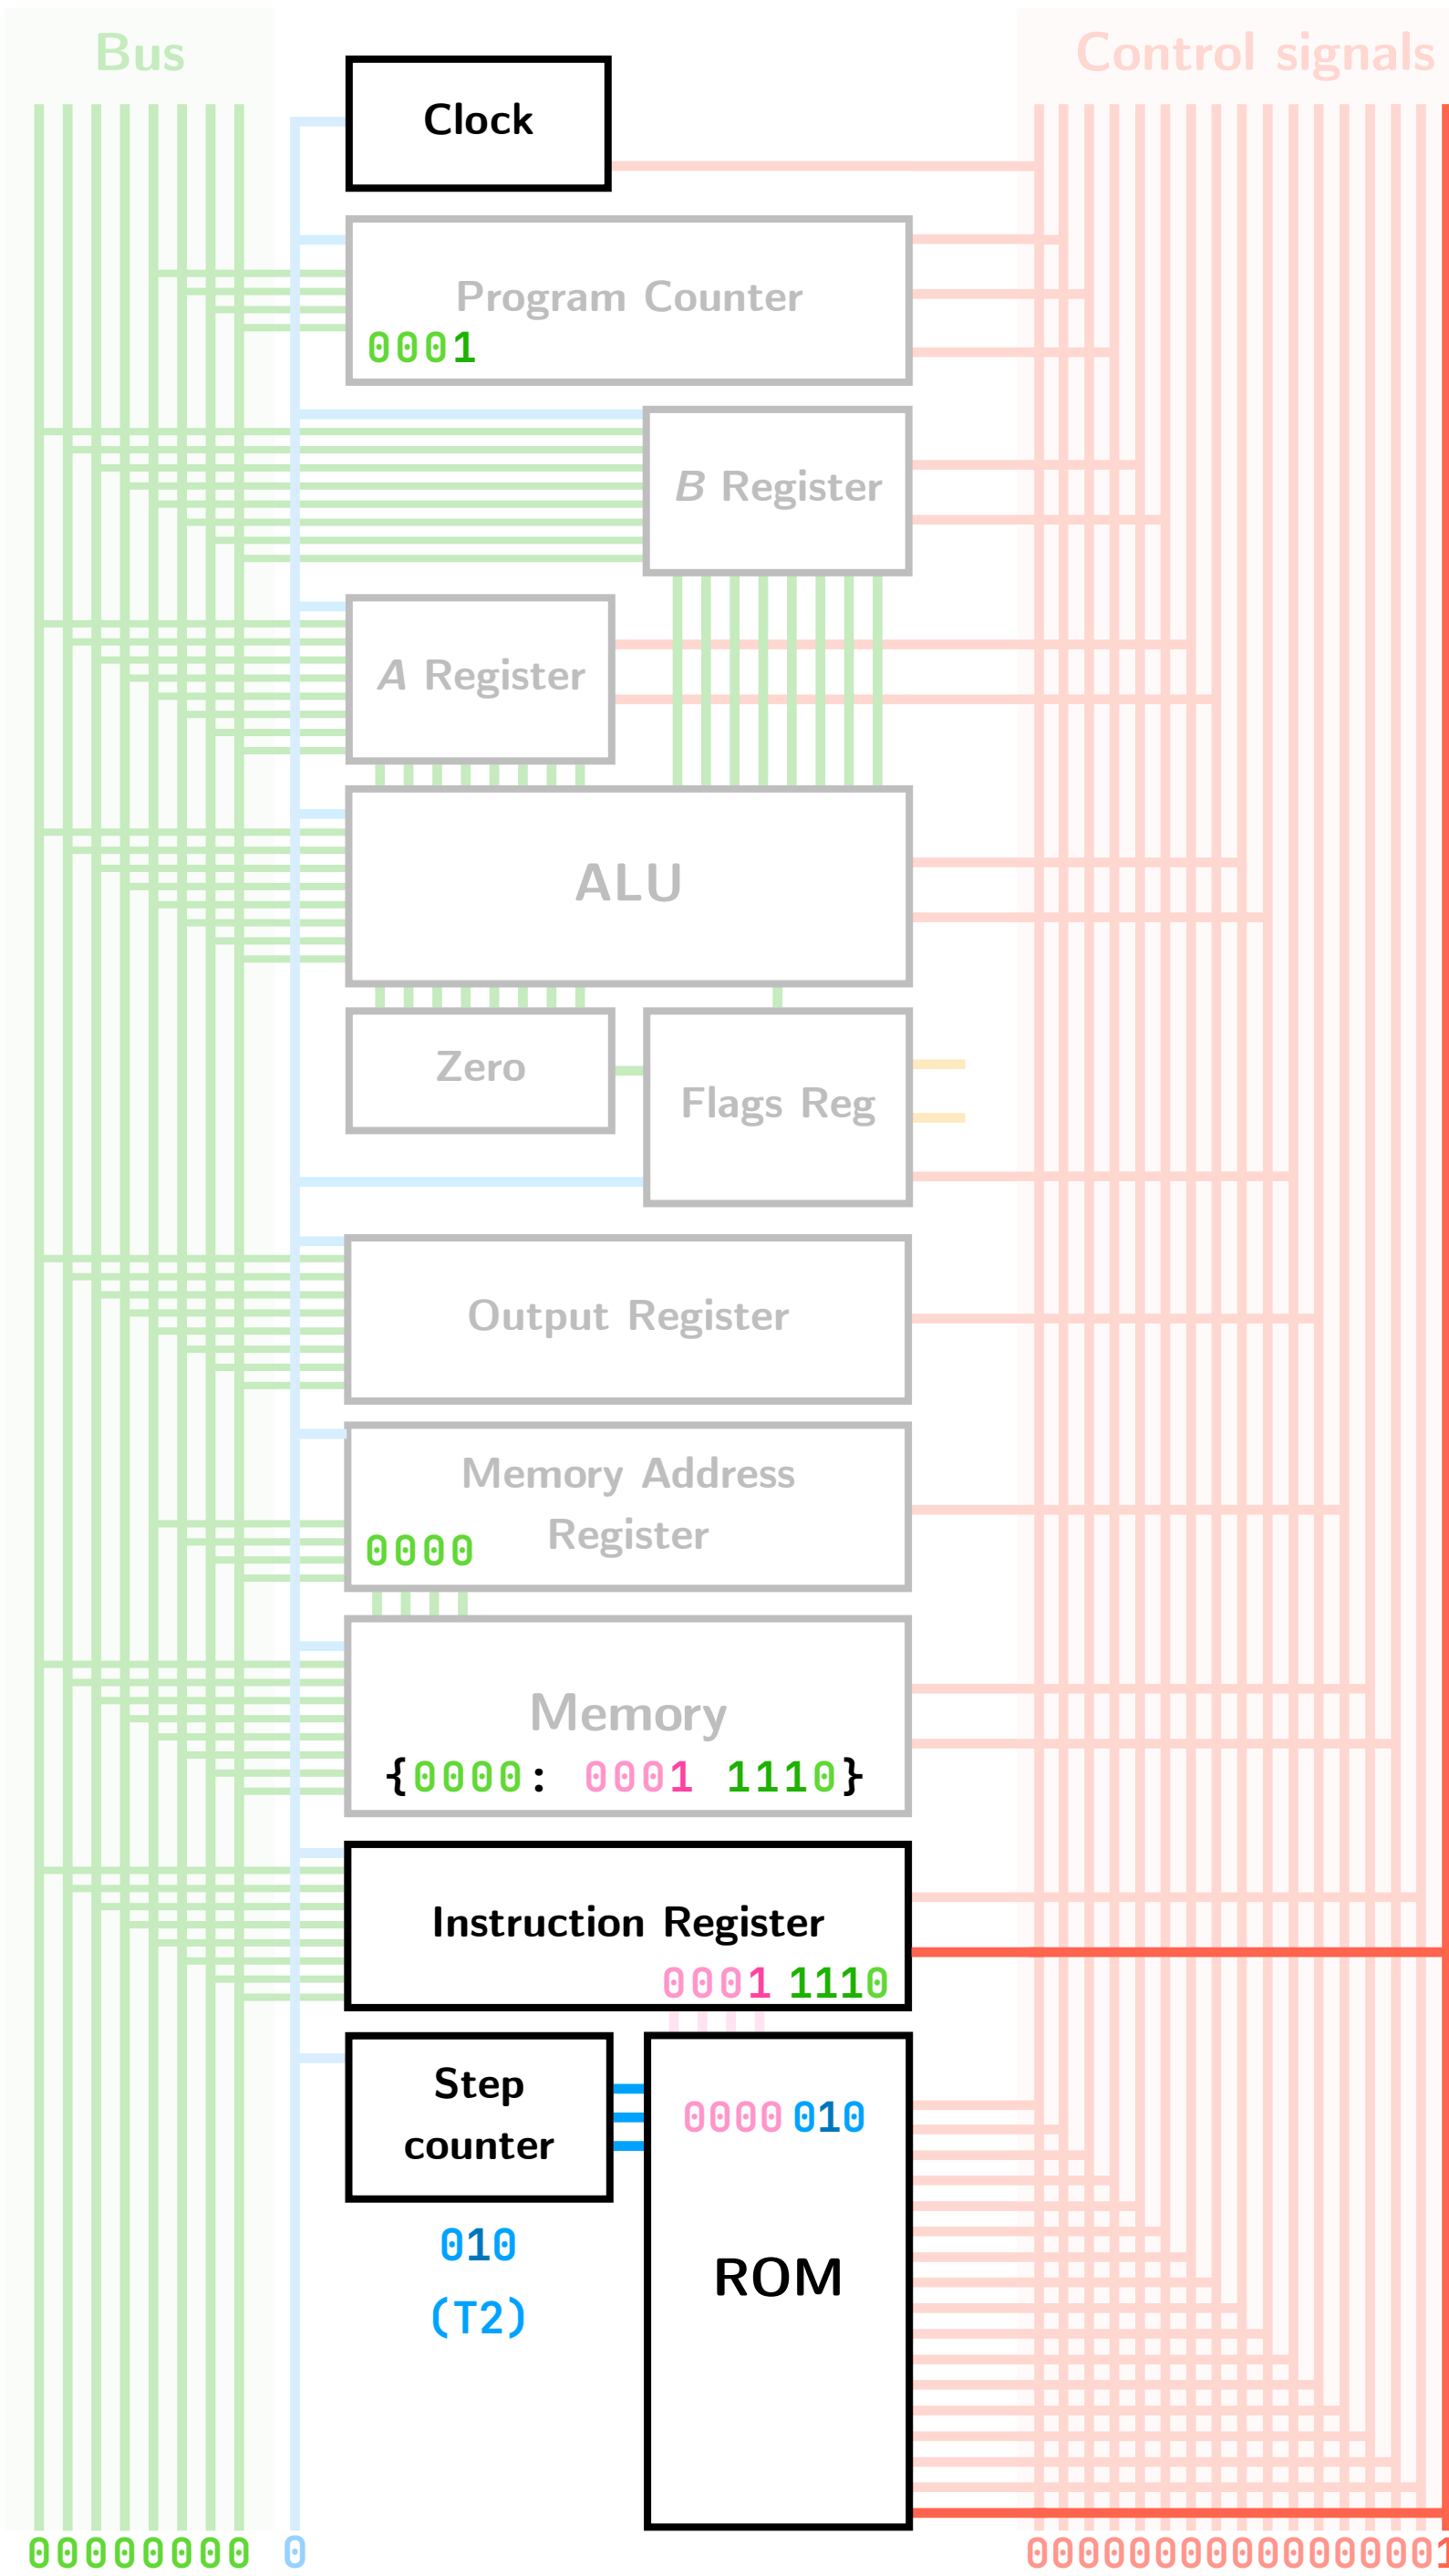 Bus
Control signals
Clock
Program Counter
0001
B Register
A Register
ALU
Zero
Flags Reg
Output Register
Memory Address
Register
0000
Memory
{0000: 0001 1110}
Instruction Register
0001 1110
Step
counter
0000 010
ROM
010
(T2)
00000000 0 00000000000000001